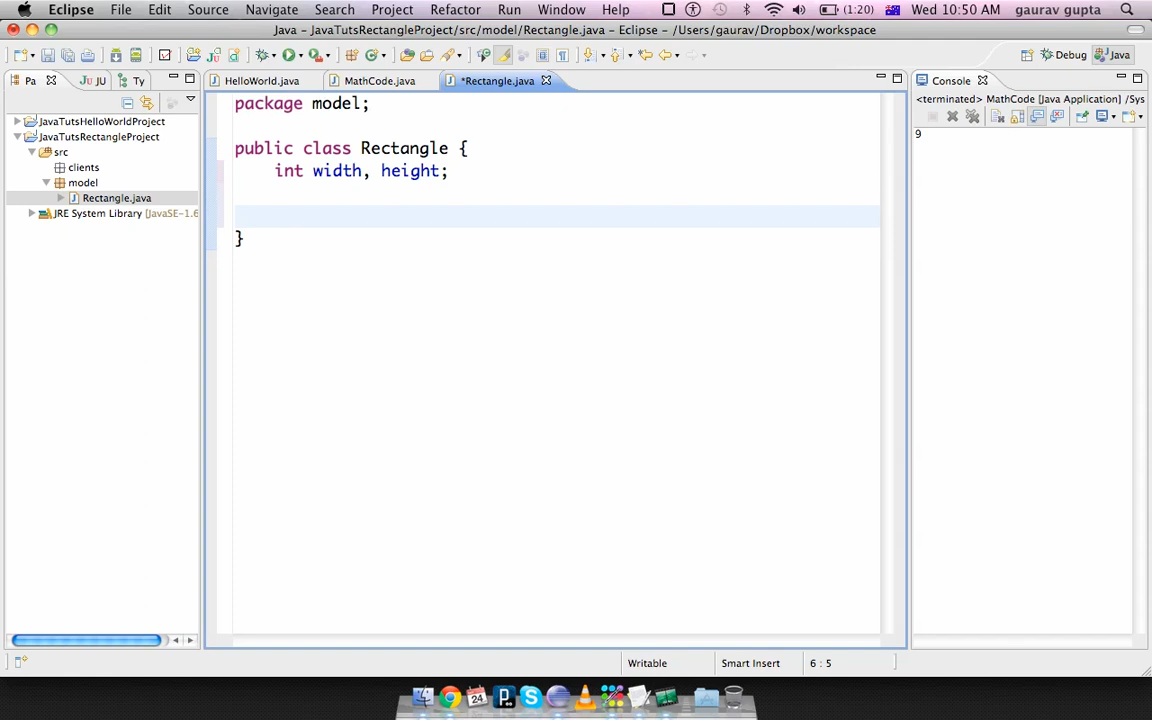 Eclipse File Edit Source Navigate Search Project Refactor Run Window Help (1:20) Wed 10:50 AM gaurav gupta
Java – JavaTutsRectangleProject/src/model/Rectangle.java – Eclipse – /Users/gaurav/Dropbox/workspace
Debug Java
Pa JU Ty
HelloWorld.java MathCode.java *Rectangle.java
Console
<terminated> MathCode [Java Application] /Sys
9
JavaTutsHelloWorldProject
JavaTutsRectangleProject
src
clients
model
Rectangle.java
JRE System Library [JavaSE-1.6
package model;
public class Rectangle {
int width, height;
}
Writable Smart Insert 6 : 5
24